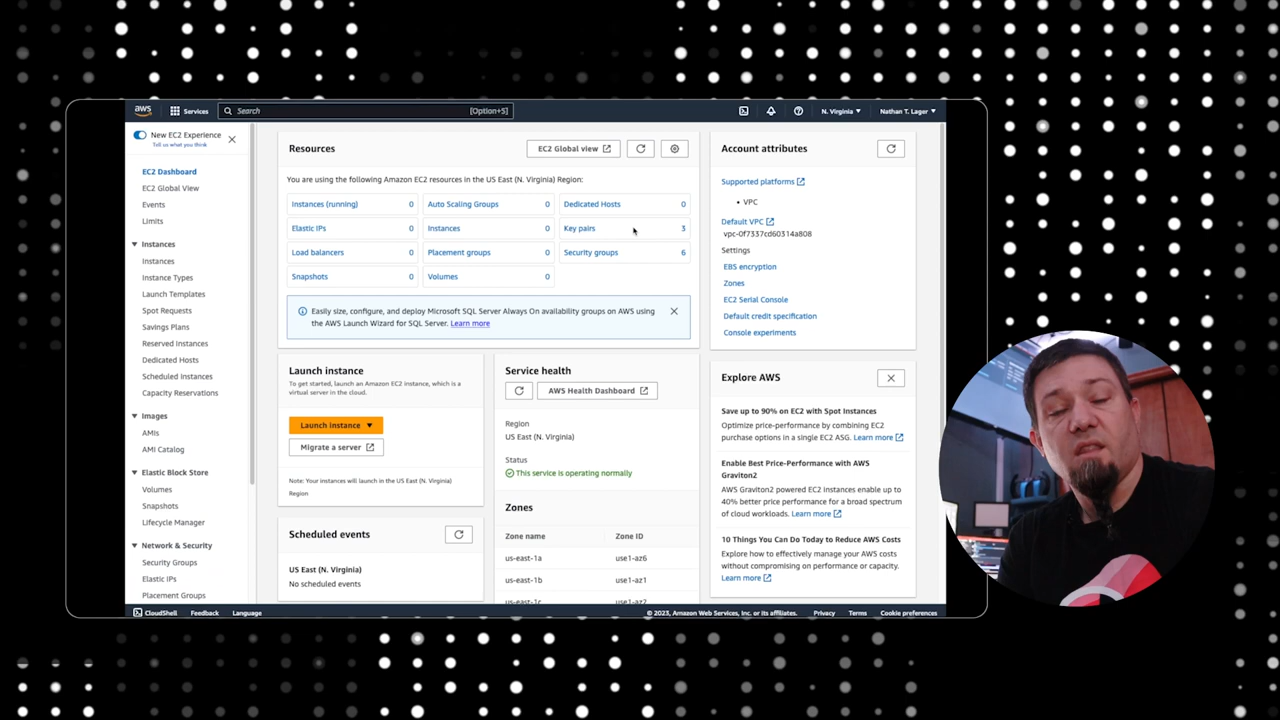 aws
Services
Search
[Option+S]
N. Virginia
Nathan T. Lager
New EC2 Experience
Tell us what you think
EC2 Dashboard
EC2 Global View
Events
Limits
Instances
Instances
Instance Types
Launch Templates
Spot Requests
Savings Plans
Reserved Instances
Dedicated Hosts
Scheduled Instances
Capacity Reservations
Images
AMIs
AMI Catalog
Elastic Block Store
Volumes
Snapshots
Lifecycle Manager
Network & Security
Security Groups
Elastic IPs
Placement Groups
Resources
EC2 Global view
You are using the following Amazon EC2 resources in the US East (N. Virginia) Region:
Instances (running) 0
Auto Scaling Groups 0
Dedicated Hosts 0
Elastic IPs 0
Instances 0
Key pairs 3
Load balancers 0
Placement groups 0
Security groups 6
Snapshots 0
Volumes 0
Easily size, configure, and deploy Microsoft SQL Server Always On availability groups on AWS using
the AWS Launch Wizard for SQL Server. Learn more
Launch instance
To get started, launch an Amazon EC2 instance, which is a
virtual server in the cloud.
Launch instance
Migrate a server
Note: Your instances will launch in the US East (N. Virginia)
Region
Scheduled events
US East (N. Virginia)
No scheduled events
Service health
AWS Health Dashboard
Region
US East (N. Virginia)
Status
This service is operating normally
Zones
Zone name Zone ID
us-east-1a use1-az6
us-east-1b use1-az1
us-east-1c use1-az2
Account attributes
Supported platforms
• VPC
Default VPC
vpc-0f7337cd60314a808
Settings
EBS encryption
Zones
EC2 Serial Console
Default credit specification
Console experiments
Explore AWS
Save up to 90% on EC2 with Spot Instances
Optimize price-performance by combining EC2
purchase options in a single EC2 ASG. Learn more
Enable Best Price-Performance with AWS
Graviton2
AWS Graviton2 powered EC2 instances enable up to
40% better price performance for a broad spectrum
of cloud workloads. Learn more
10 Things You Can Do Today to Reduce AWS Costs
Explore how to effectively manage your AWS costs
without compromising on performance or capacity.
Learn more
CloudShell
Feedback
Language
© 2023, Amazon Web Services, Inc. or its affiliates.
Privacy
Terms
Cookie preferences